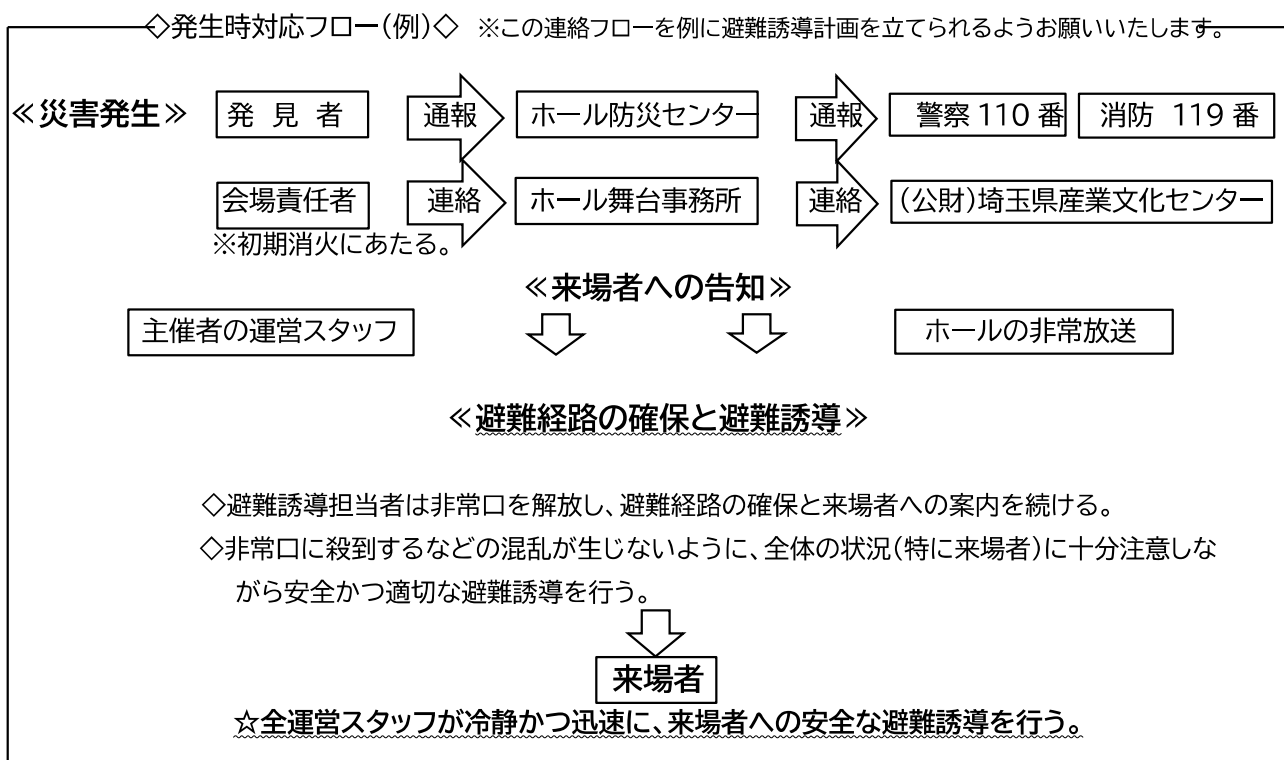 ◇発生時対応フロー(例)◇ ※この連絡フローを例に避難誘導計画を立てられるようお願いいたします。
≪災害発生≫ 発 見 者 通報 ホール防災センター 通報 警察 110 番 消防 119 番
会場責任者 連絡 ホール舞台事務所 連絡 (公財)埼玉県産業文化センター
※初期消火にあたる。
≪来場者への告知≫
主催者の運営スタッフ ホールの非常放送
≪避難経路の確保と避難誘導≫
◇避難誘導担当者は非常口を解放し、避難経路の確保と来場者への案内を続ける。
◇非常口に殺到するなどの混乱が生じないように、全体の状況(特に来場者)に十分注意しな
がら安全かつ適切な避難誘導を行う。
来場者
☆全運営スタッフが冷静かつ迅速に、来場者への安全な避難誘導を行う。